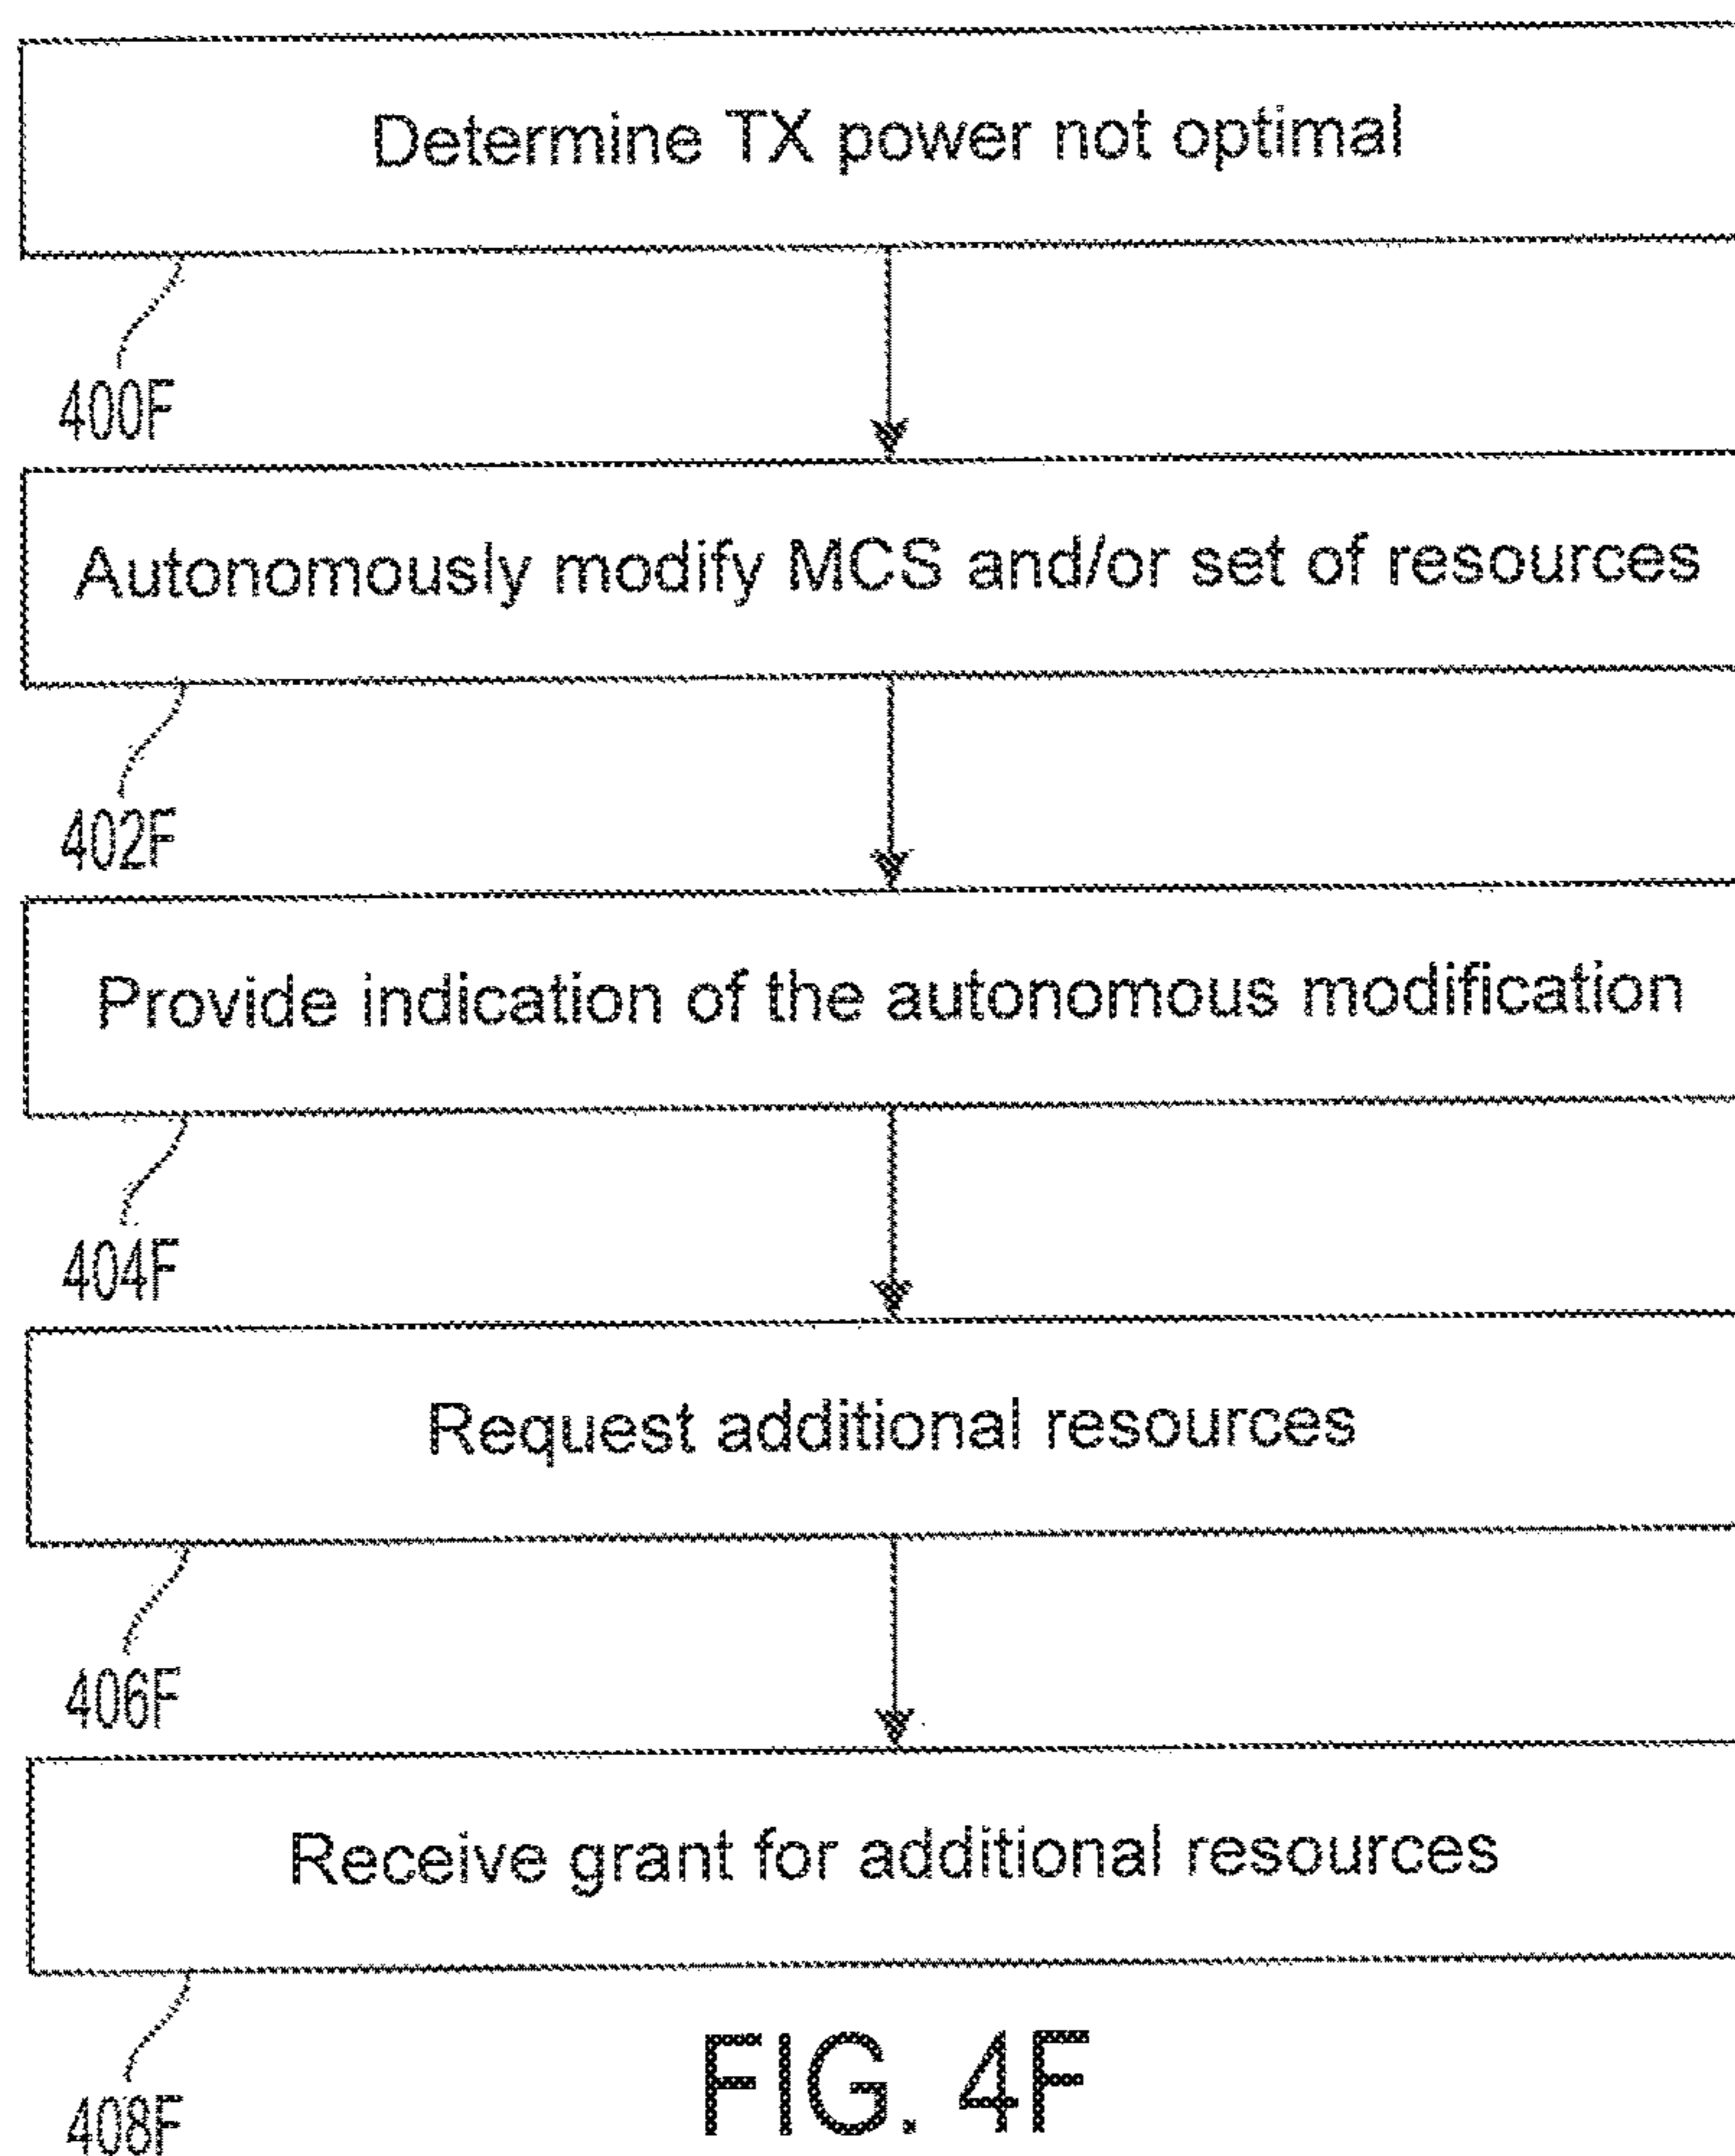 Determine TX power not optimal
400F
Autonomously modify MCS and/or set of resources
402F
Provide indication of the autonomous modification
404F
Request additional resources
406F
Receive grant for additional resources
408F
FIG. 4F